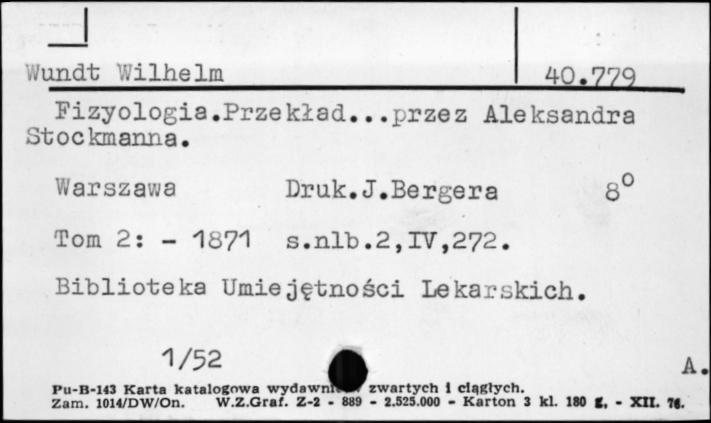 Wundt Wilhelm 40.779
Fizyologia.Przekład...przez Aleksandra
Stockmanna.
Warszawa Druk.J.Bergera 8°
Tom 2: - 1871 s.nlb.2,IV,272.
Biblioteka Umiejętności Lekarskich.
1/52 A.
Pu-B-143 Karta katalogowa zwartych i ciągłych.
Zam. 1014/DW/On. W.Z.Graf. Z-2 - 889 - 2.525.000 - Karton 3 kl. 180 g. - XII. 76.